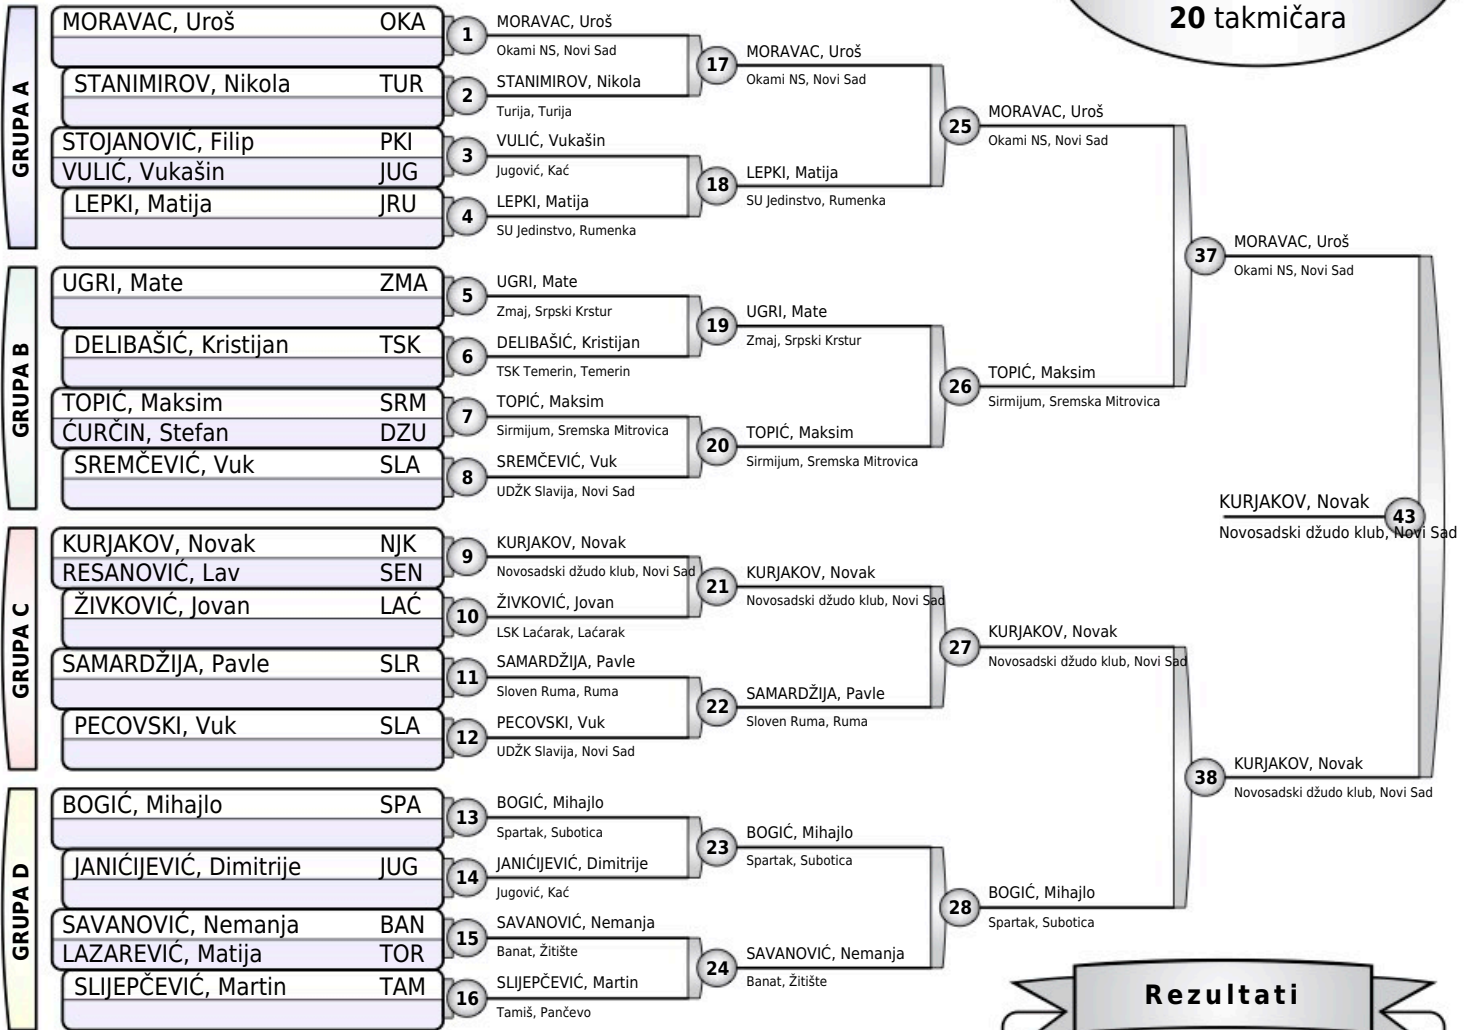 20 takmičara
GRUPA A
MORAVAC, Uroš OKA
STANIMIROV, Nikola TUR
STOJANOVIĆ, Filip PKI
VULIĆ, Vukašin JUG
LEPKI, Matija JRU
GRUPA B
UGRI, Mate ZMA
DELIBAŠIĆ, Kristijan TSK
TOPIĆ, Maksim SRM
ĆURČIN, Stefan DZU
SREMČEVIĆ, Vuk SLA
GRUPA C
KURJAKOV, Novak NJK
RESANOVIĆ, Lav SEN
ŽIVKOVIĆ, Jovan LAĆ
SAMARDŽIJA, Pavle SLR
PECOVSKI, Vuk SLA
GRUPA D
BOGIĆ, Mihajlo SPA
JANIĆIJEVIĆ, Dimitrije JUG
SAVANOVIĆ, Nemanja BAN
LAZAREVIĆ, Matija TOR
SLIJEPČEVIĆ, Martin TAM
1 MORAVAC, Uroš
Okami NS, Novi Sad
2 STANIMIROV, Nikola
Turija, Turija
3 VULIĆ, Vukašin
Jugović, Kać
4 LEPKI, Matija
SU Jedinstvo, Rumenka
5 UGRI, Mate
Zmaj, Srpski Krstur
6 DELIBAŠIĆ, Kristijan
TSK Temerin, Temerin
7 TOPIĆ, Maksim
Sirmijum, Sremska Mitrovica
8 SREMČEVIĆ, Vuk
UDŽK Slavija, Novi Sad
9 KURJAKOV, Novak
Novosadski džudo klub, Novi Sad
10 ŽIVKOVIĆ, Jovan
LSK Laćarak, Laćarak
11 SAMARDŽIJA, Pavle
Sloven Ruma, Ruma
12 PECOVSKI, Vuk
UDŽK Slavija, Novi Sad
13 BOGIĆ, Mihajlo
Spartak, Subotica
14 JANIĆIJEVIĆ, Dimitrije
Jugović, Kać
15 SAVANOVIĆ, Nemanja
Banat, Žitište
16 SLIJEPČEVIĆ, Martin
Tamiš, Pančevo
17 MORAVAC, Uroš
Okami NS, Novi Sad
18 LEPKI, Matija
SU Jedinstvo, Rumenka
19 UGRI, Mate
Zmaj, Srpski Krstur
20 TOPIĆ, Maksim
Sirmijum, Sremska Mitrovica
21 KURJAKOV, Novak
Novosadski džudo klub, Novi Sad
22 SAMARDŽIJA, Pavle
Sloven Ruma, Ruma
23 BOGIĆ, Mihajlo
Spartak, Subotica
24 SAVANOVIĆ, Nemanja
Banat, Žitište
25 MORAVAC, Uroš
Okami NS, Novi Sad
26 TOPIĆ, Maksim
Sirmijum, Sremska Mitrovica
27 KURJAKOV, Novak
Novosadski džudo klub, Novi Sad
28 BOGIĆ, Mihajlo
Spartak, Subotica
37 MORAVAC, Uroš
Okami NS, Novi Sad
38 KURJAKOV, Novak
Novosadski džudo klub, Novi Sad
KURJAKOV, Novak 43
Novosadski džudo klub, Novi Sad
Rezultati